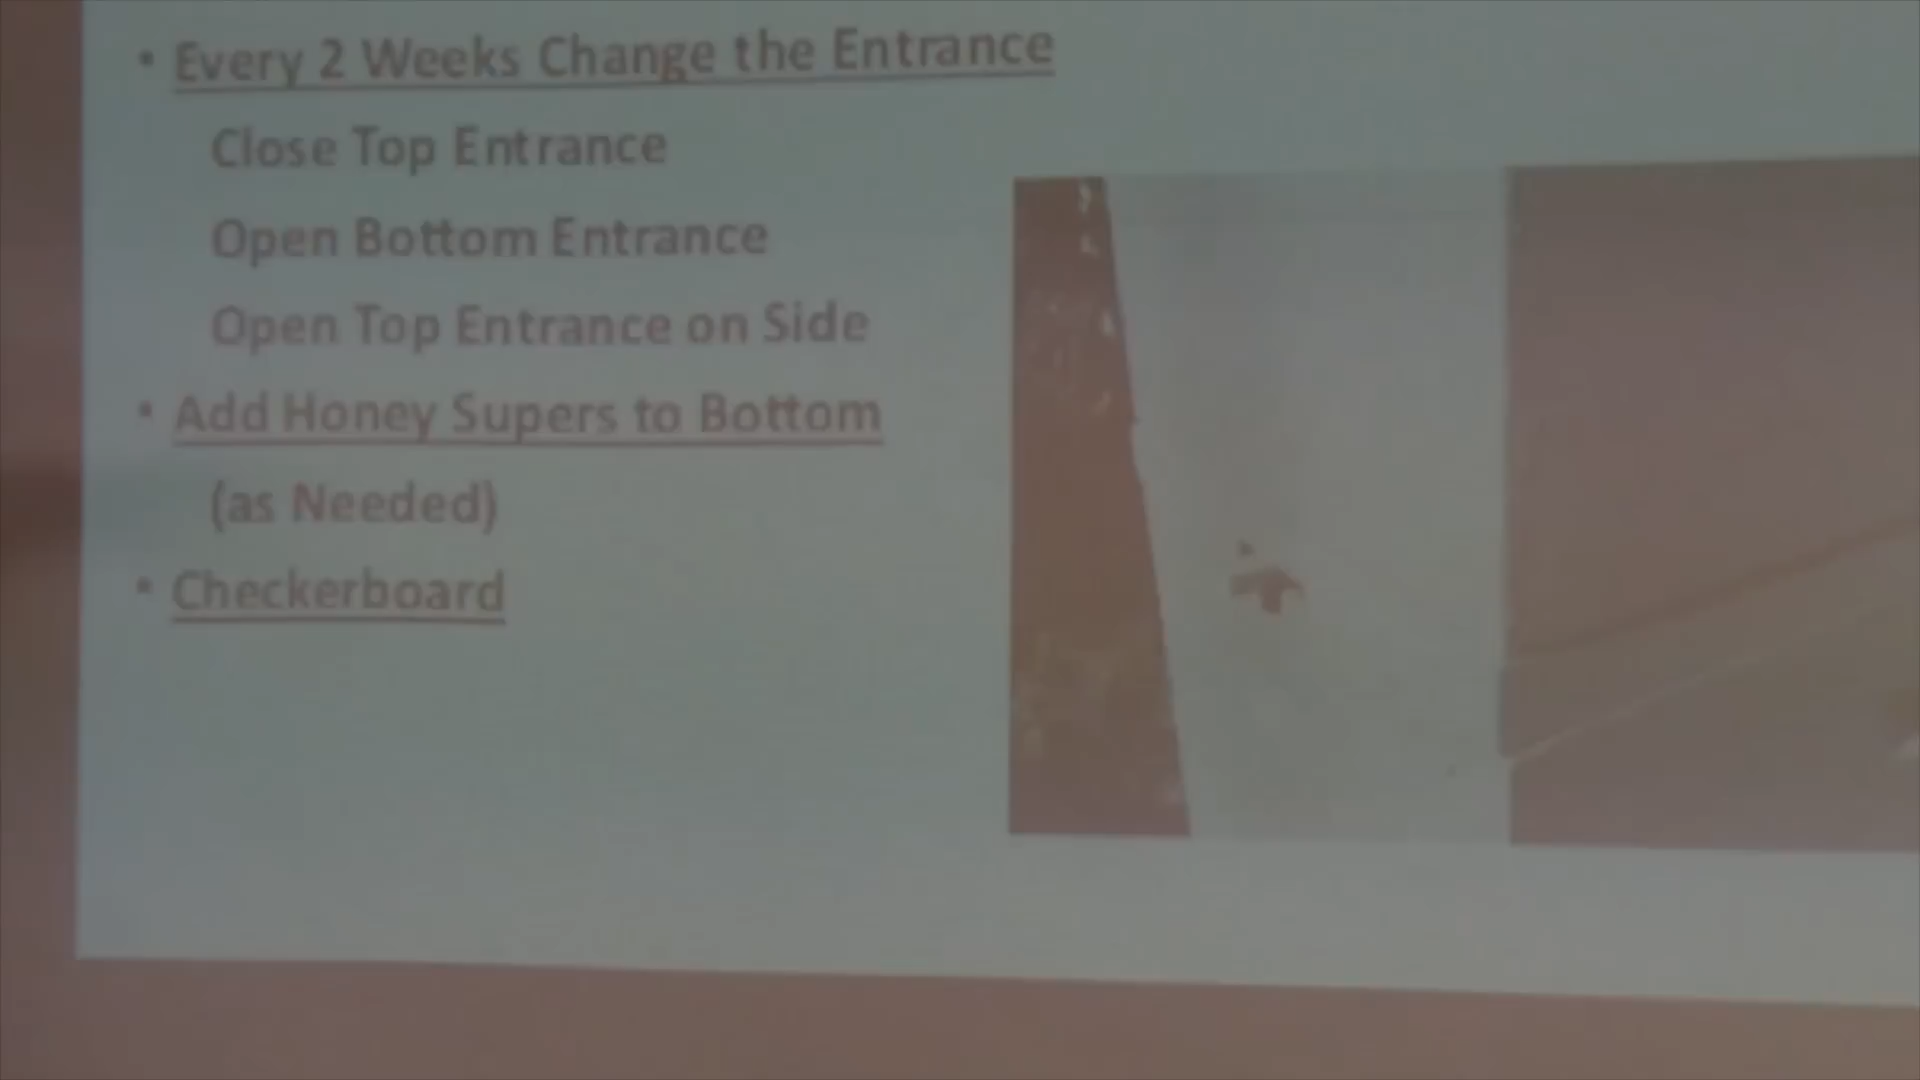 • Every 2 Weeks Change the Entrance
Close Top Entrance
Open Bottom Entrance
Open Top Entrance on Side
• Add Honey Supers to Bottom
(as Needed)
• Checkerboard